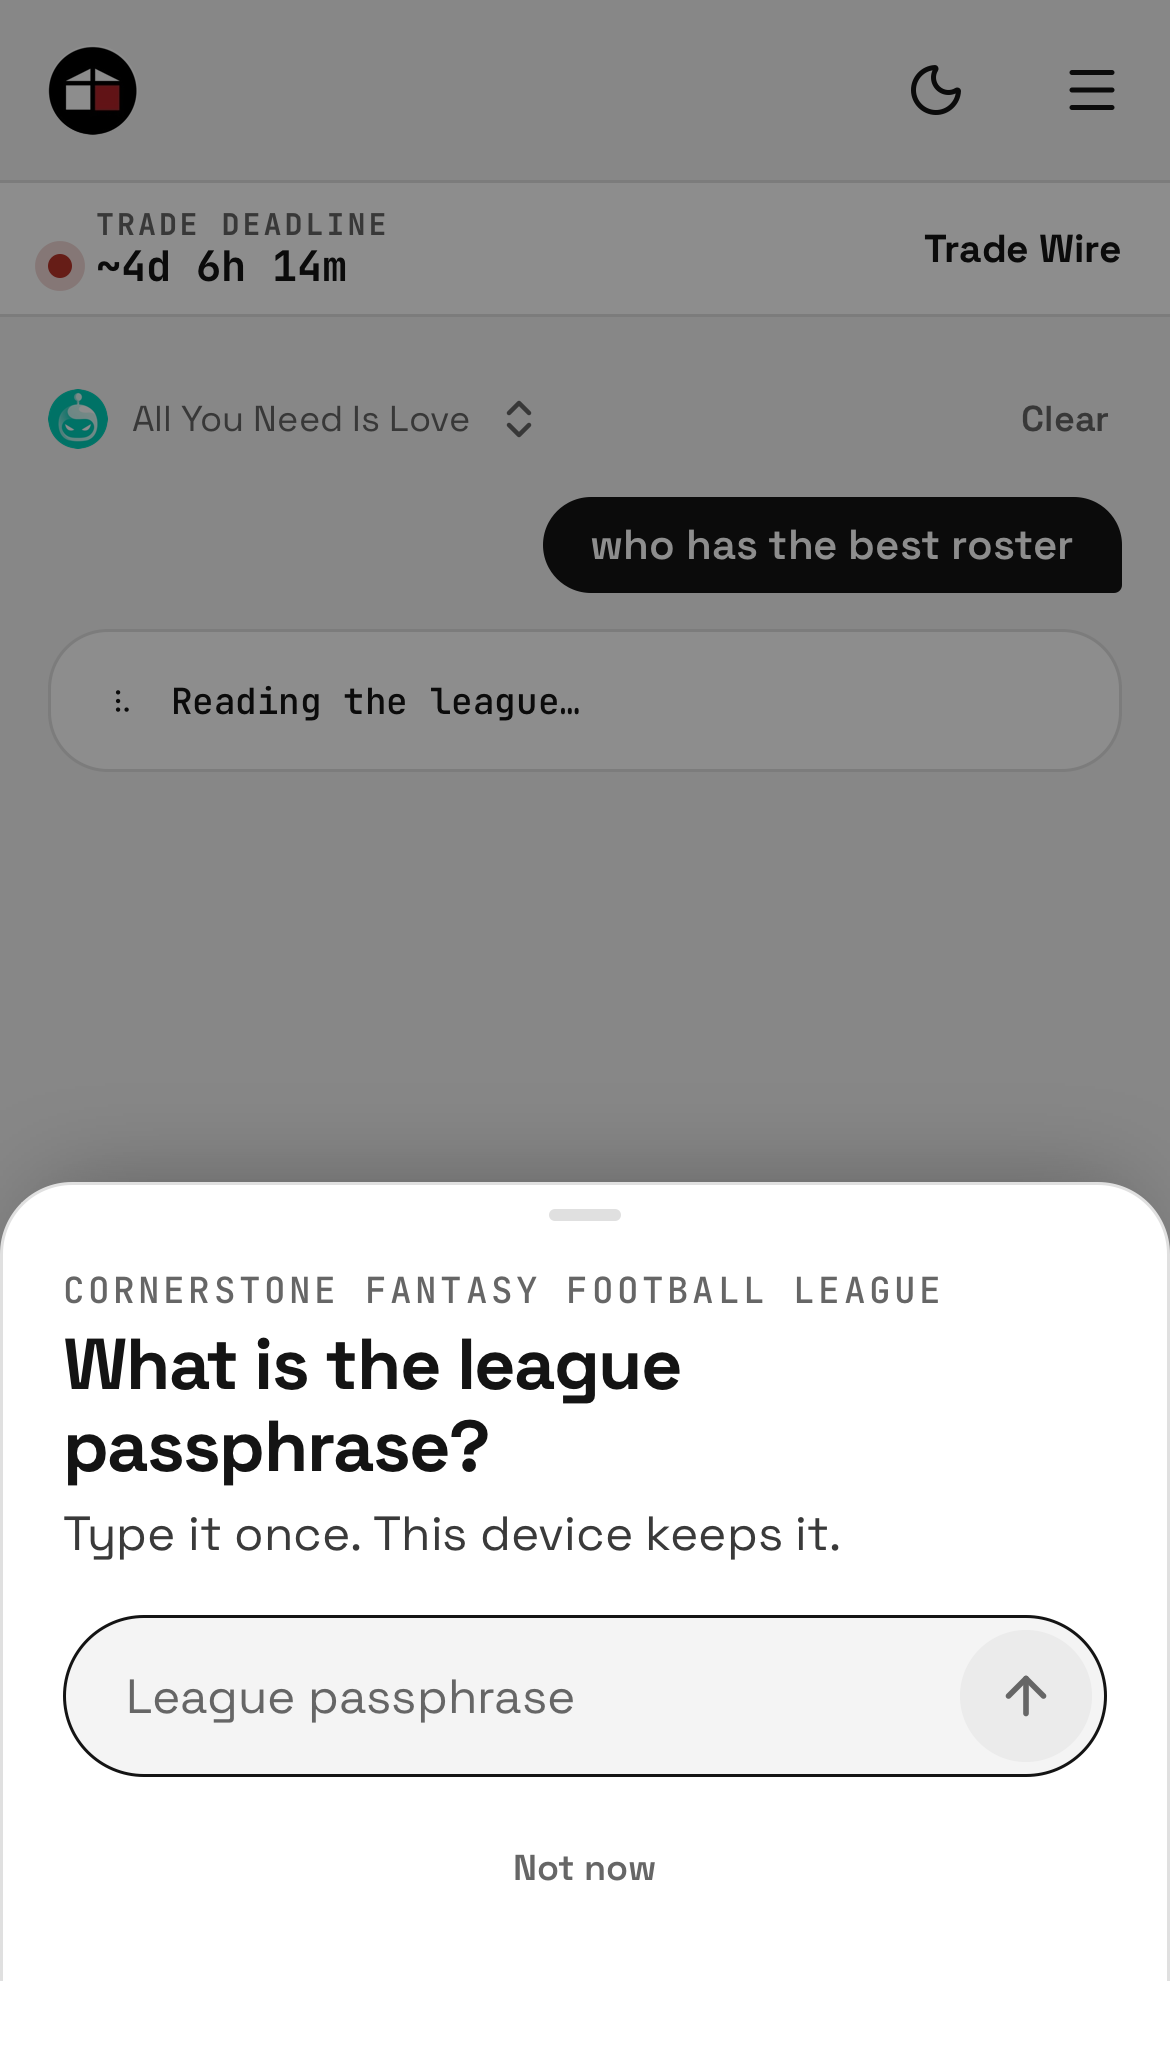 TRADE DEADLINE
~4d 6h 14m
Trade Wire
All You Need Is Love
Clear
who has the best roster
Reading the league…
CORNERSTONE FANTASY FOOTBALL LEAGUE
What is the league
passphrase?
Type it once. This device keeps it.
League passphrase
Not now